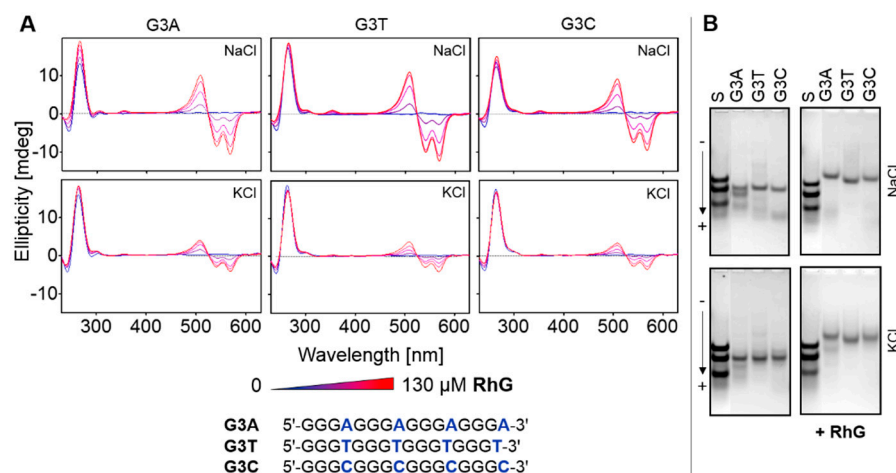 A
G3A G3T G3C
NaCl NaCl NaCl
10
0
-10
KCl KCl KCl
10
0
-10
Ellipticity [mdeg]
300 400 500 600 300 400 500 600 300 400 500 600
Wavelength [nm]
0 130 µM RhG
G3A 5'-GGGAGGGAGGGAGGGA-3'
G3T 5'-GGGTGGGTGGGTGGGT-3'
G3C 5'-GGGCGGGCGGGCGGGC-3'
B
S G3A G3T G3C S G3A G3T G3C
-
+
NaCl
-
+
KCl
+ RhG